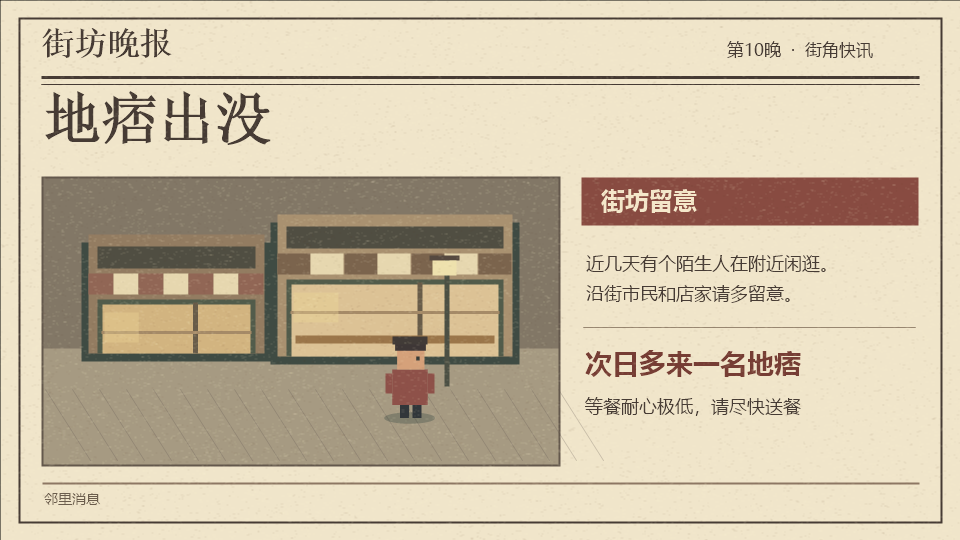 街坊晚报
第10晚 · 街角快讯
地痞出没
街坊留意
近几天有个陌生人在附近闲逛。
沿街市民和店家请多留意。
次日多来一名地痞
等餐耐心极低，请尽快送餐
邻里消息